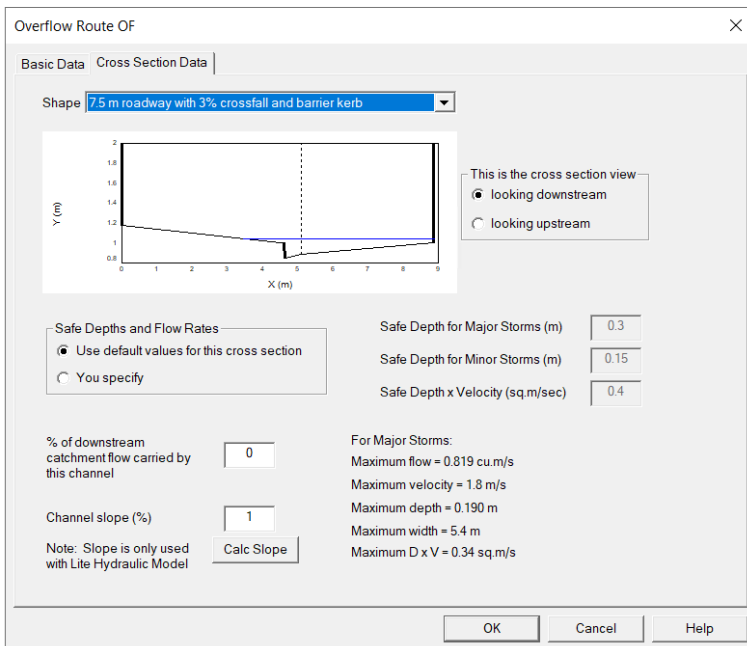 Overflow Route OF
Basic Data Cross Section Data
Shape 7.5 m roadway with 3% crossfall and barrier kerb
2
1.8
1.6
1.4
1.2
1
0.8
Y (m)
0 1 2 3 4 5 6 7 8 9
X (m)
This is the cross section view
looking downstream
looking upstream
Safe Depths and Flow Rates
Use default values for this cross section
You specify
Safe Depth for Major Storms (m) 0.3
Safe Depth for Minor Storms (m) 0.15
Safe Depth x Velocity (sq.m/sec) 0.4
% of downstream
catchment flow carried by
this channel
0
Channel slope (%) 1
Note: Slope is only used
with Lite Hydraulic Model
Calc Slope
For Major Storms:
Maximum flow = 0.819 cu.m/s
Maximum velocity = 1.8 m/s
Maximum depth = 0.190 m
Maximum width = 5.4 m
Maximum D x V = 0.34 sq.m/s
OK Cancel Help